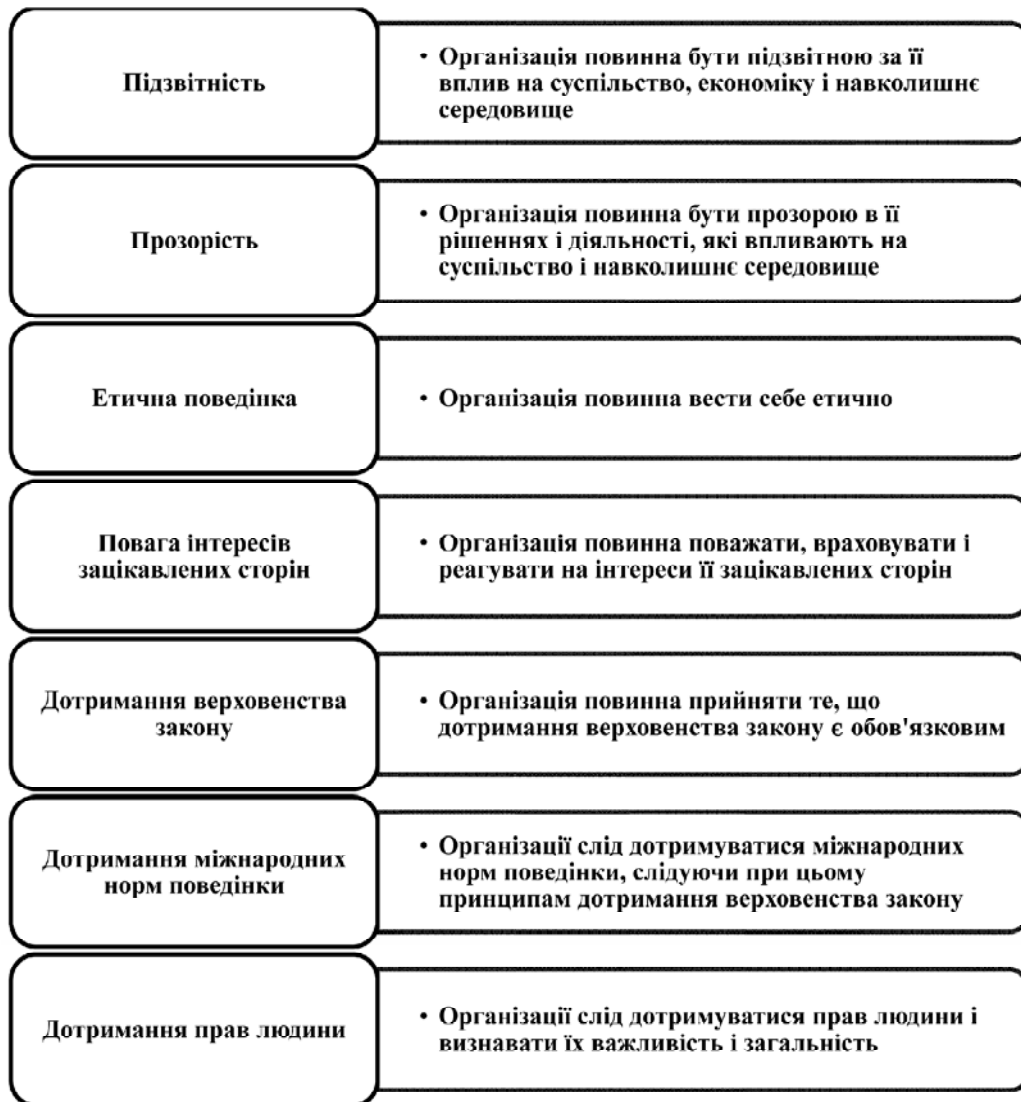 Підзвітність
• Організація повинна бути підзвітною за її
вплив на суспільство, економіку і навколишнє
середовище
Прозорість
• Організація повинна бути прозорою в її
рішеннях і діяльності, які впливають на
суспільство і навколишнє середовище
Етична поведінка
• Організація повинна вести себе етично
Повага інтересів
зацікавлених сторін
• Організація повинна поважати, враховувати і
реагувати на інтереси її зацікавлених сторін
Дотримання верховенства
закону
• Організація повинна прийняти те, що
дотримання верховенства закону є обов'язковим
Дотримання міжнародних
норм поведінки
• Організації слід дотримуватися міжнародних
норм поведінки, слідуючи при цьому
принципам дотримання верховенства закону
Дотримання прав людини
• Організації слід дотримуватися прав людини і
визнавати їх важливість і загальність